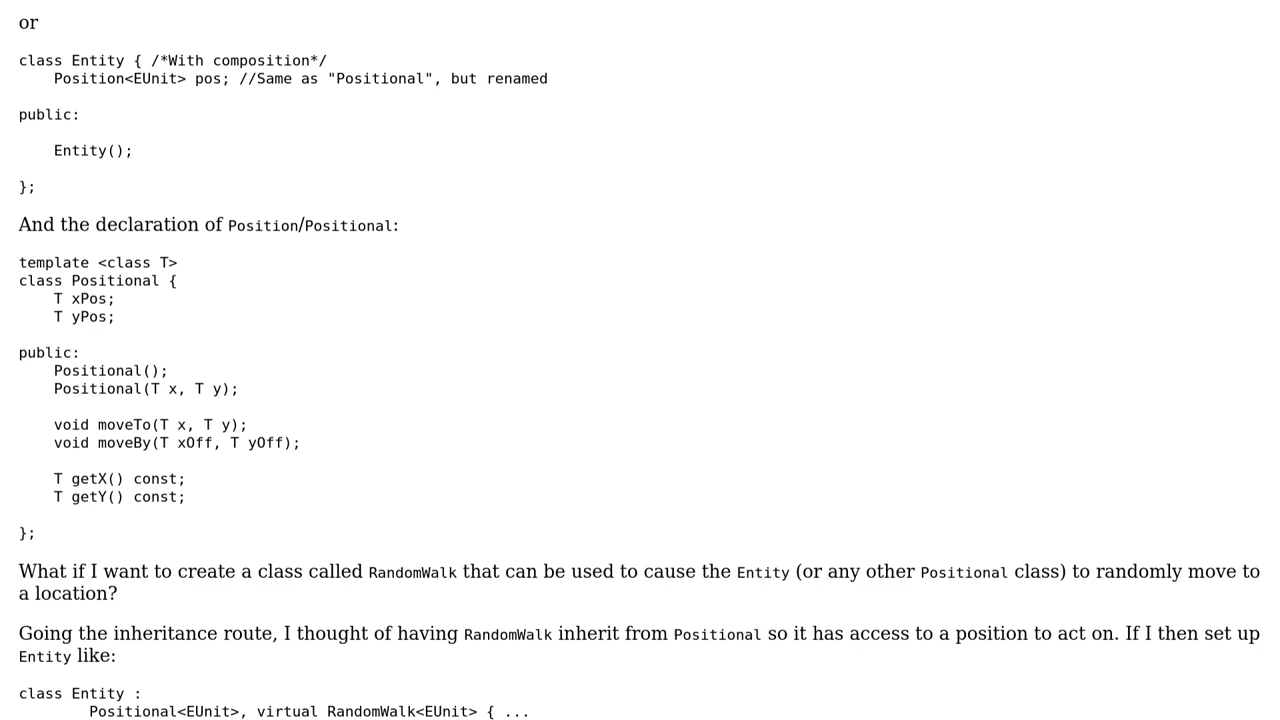 or
class Entity { /*With composition*/
    Position<EUnit> pos; //Same as "Positional", but renamed
public:
    Entity();
};
And the declaration of Position/Positional:
template <class T>
class Positional {
    T xPos;
    T yPos;
public:
    Positional();
    Positional(T x, T y);
    void moveTo(T x, T y);
    void moveBy(T xOff, T yOff);
    T getX() const;
    T getY() const;
};
What if I want to create a class called RandomWalk that can be used to cause the Entity (or any other Positional class) to randomly move to
a location?
Going the inheritance route, I thought of having RandomWalk inherit from Positional so it has access to a position to act on. If I then set up
Entity like:
class Entity :
        Positional<EUnit>, virtual RandomWalk<EUnit> { ...